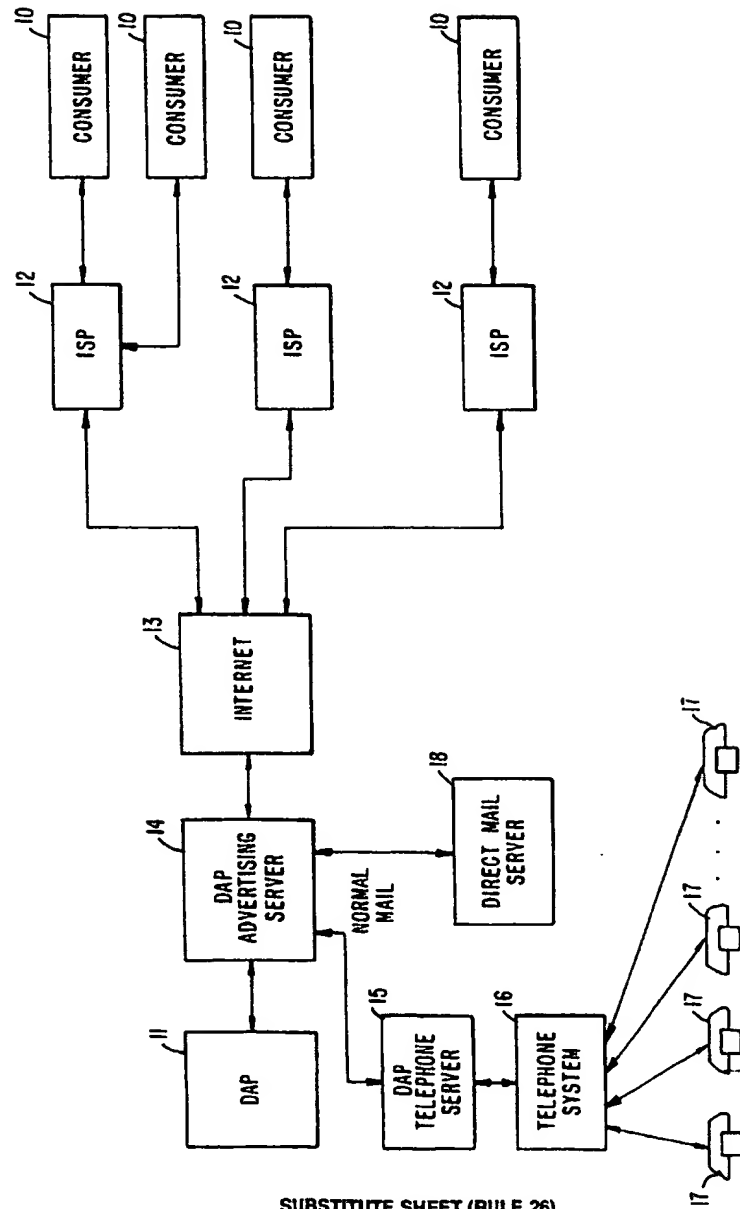 10
CONSUMER
10
CONSUMER
10
CONSUMER
10
CONSUMER
12
ISP
12
ISP
12
ISP
13
INTERNET
14
DAP
ADVERTISING
SERVER
NORMAL
MAIL
18
DIRECT MAIL
SERVER
11
DAP
15
DAP
TELEPHONE
SERVER
16
TELEPHONE
SYSTEM
17
17
17
17
SUBSTITUTE SHEET (RULE 26)